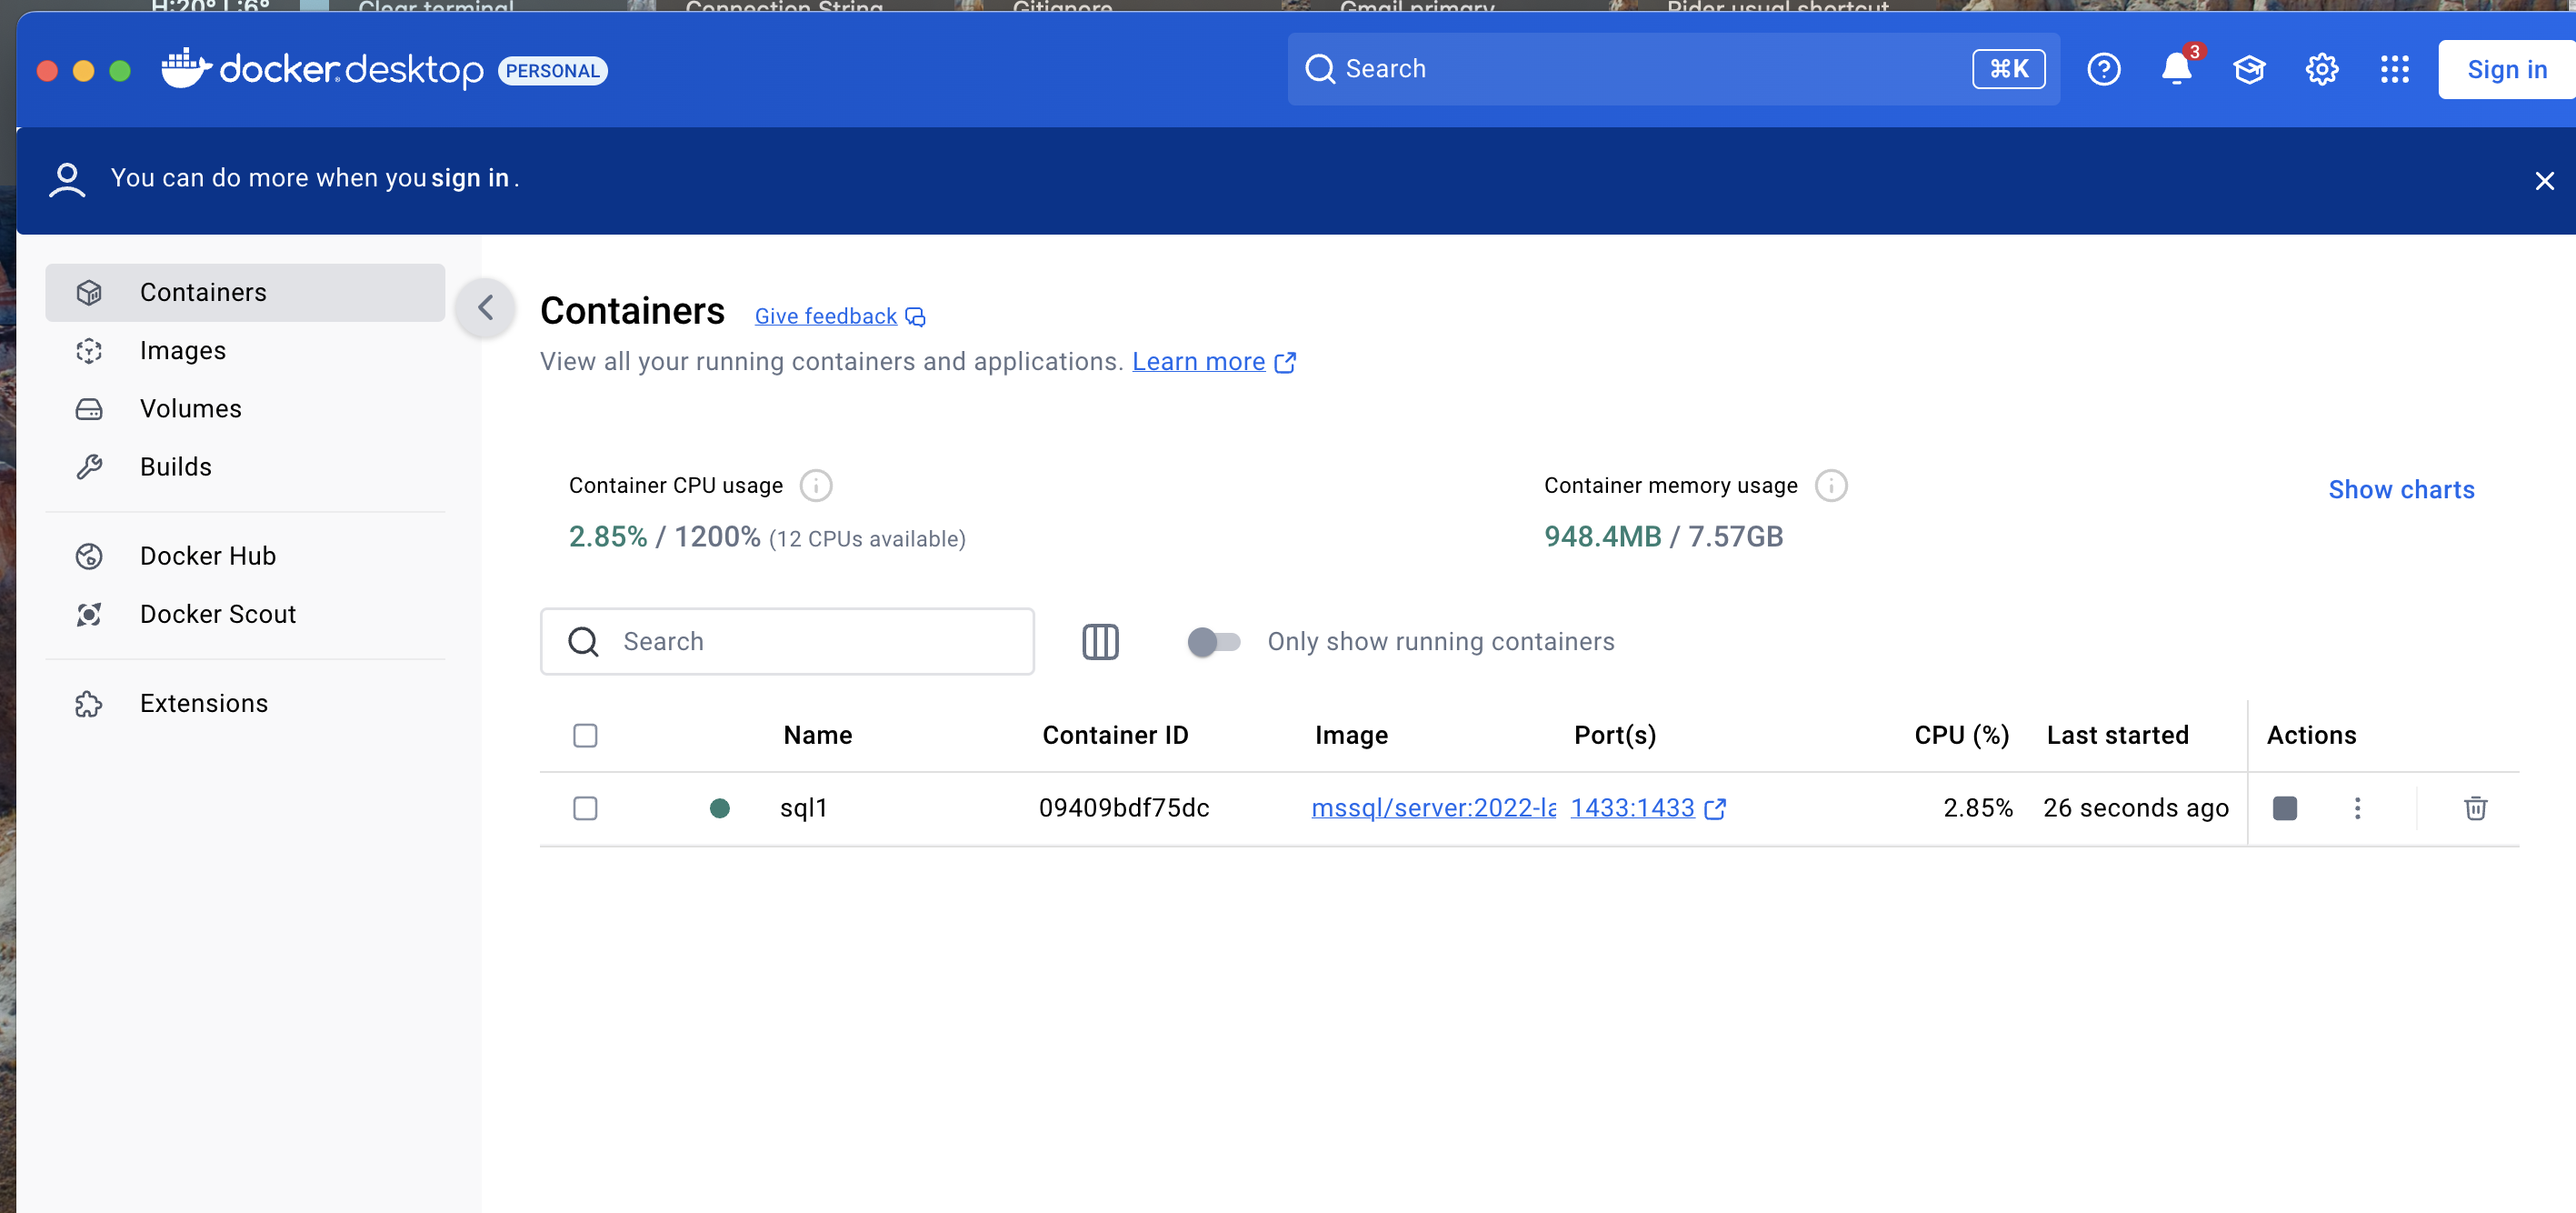 H:20° L:6° Clear terminal Connection String Gitignore Gmail primary Rider usual shortcut
docker desktop PERSONAL Search ⌘K 3 Sign in
You can do more when you sign in.
Containers
Images
Volumes
Builds
Docker Hub
Docker Scout
Extensions
Containers Give feedback
View all your running containers and applications. Learn more
Container CPU usage
2.85% / 1200% (12 CPUs available)
Container memory usage
948.4MB / 7.57GB
Show charts
Search Only show running containers
Name Container ID Image Port(s) CPU (%) Last started Actions
sql1 09409bdf75dc mssql/server:2022-la 1433:1433 2.85% 26 seconds ago